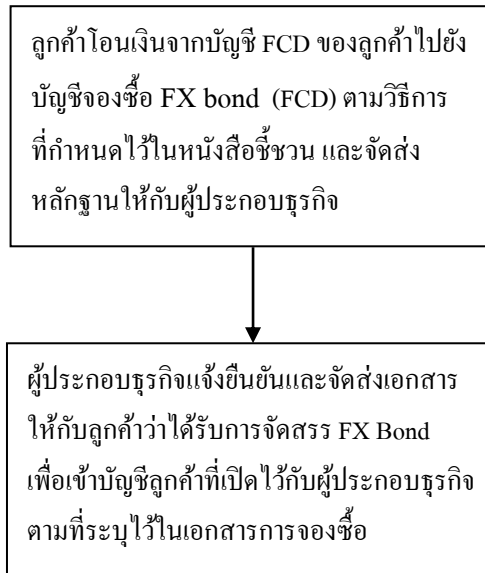 ลูกค้าโอนเงินจากบัญชี FCD ของลูกค้าไปยัง
บัญชีจองซื้อ FX bond (FCD) ตามวิธีการ
ที่กำหนดไว้ในหนังสือชี้ชวน และจัดส่ง
หลักฐานให้กับผู้ประกอบธุรกิจ
ผู้ประกอบธุรกิจแจ้งยืนยันและจัดส่งเอกสาร
ให้กับลูกค้าว่าได้รับการจัดสรร FX Bond
เพื่อเข้าบัญชีลูกค้าที่เปิดไว้กับผู้ประกอบธุรกิจ
ตามที่ระบุไว้ในเอกสารการจองซื้อ